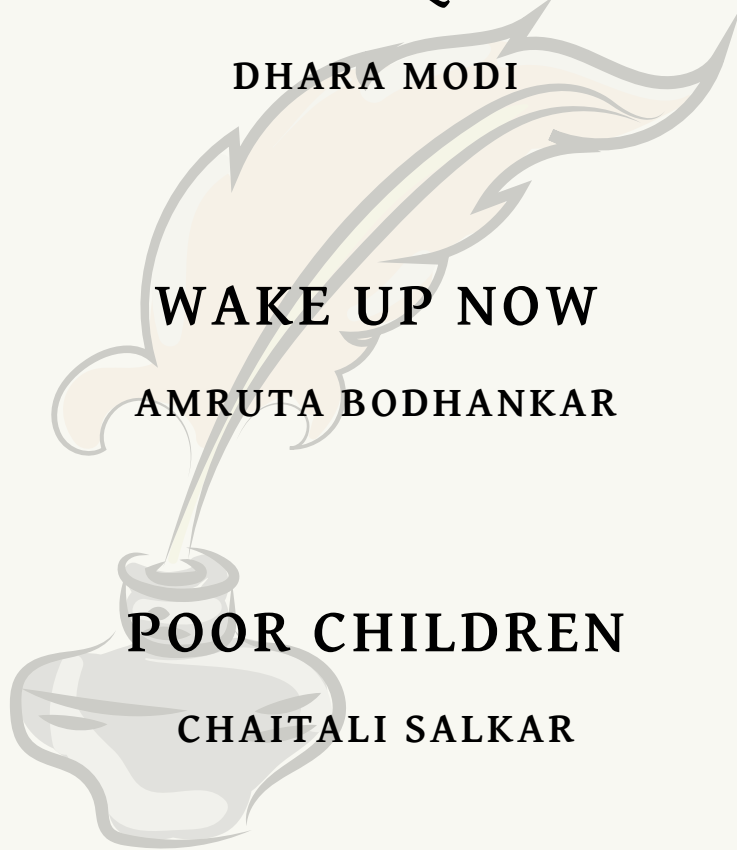 DHARA MODI
WAKE UP NOW
AMRUTA BODHANKAR
POOR CHILDREN
CHAITALI SALKAR